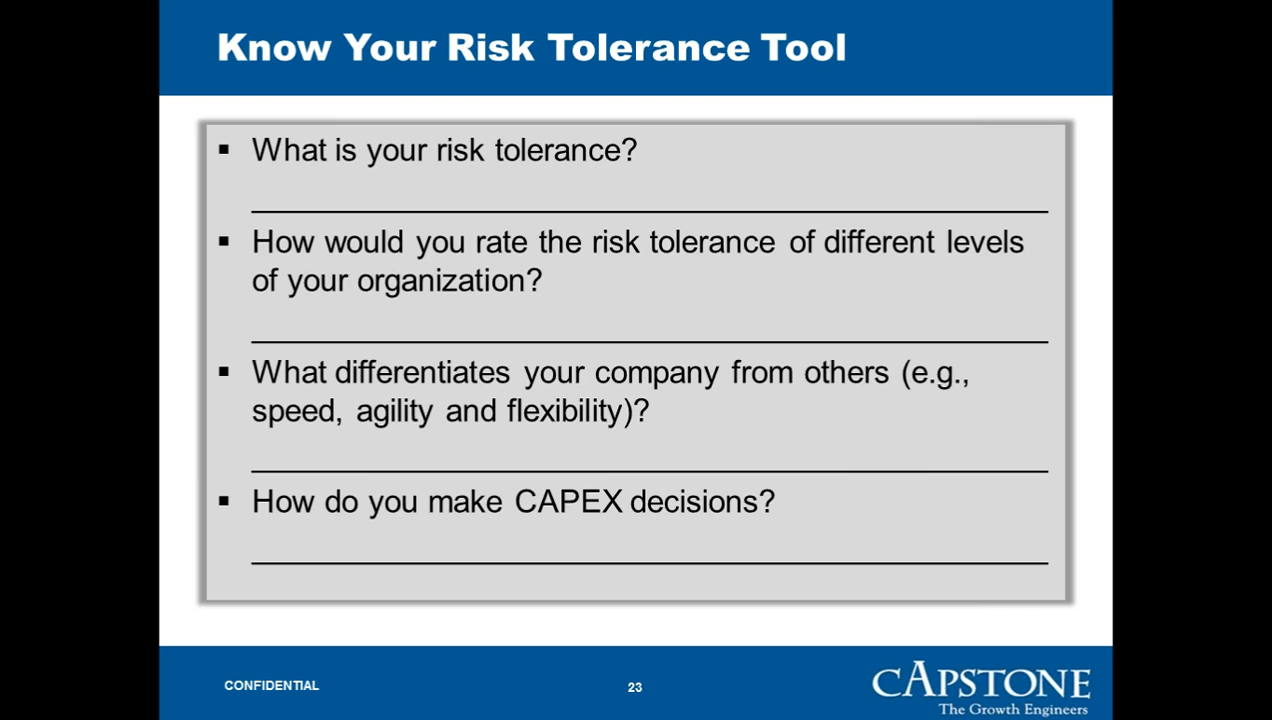 Know Your Risk Tolerance Tool
▪ What is your risk tolerance?
▪ How would you rate the risk tolerance of different levels
of your organization?
▪ What differentiates your company from others (e.g.,
speed, agility and flexibility)?
▪ How do you make CAPEX decisions?
CONFIDENTIAL
23
CAPSTONE
The Growth Engineers